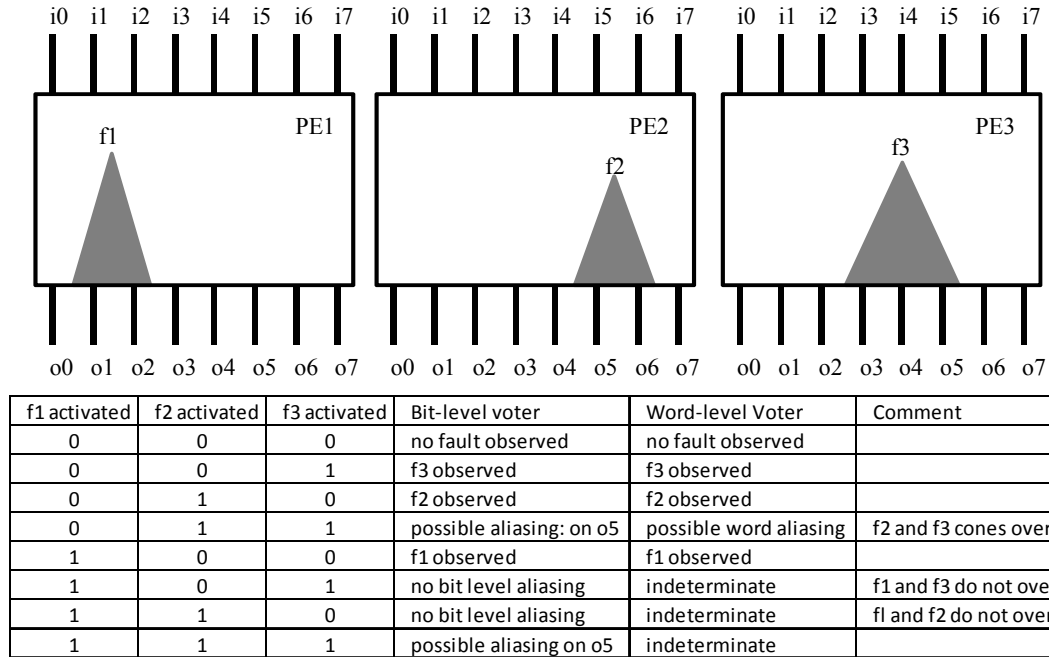 i0 i1 i2 i3 i4 i5 i6 i7 i0 i1 i2 i3 i4 i5 i6 i7 i0 i1 i2 i3 i4 i5 i6 i7
f1 PE1 f2 PE2 f3 PE3
o0 o1 o2 o3 o4 o5 o6 o7 o0 o1 o2 o3 o4 o5 o6 o7 o0 o1 o2 o3 o4 o5 o6 o7
f1 activated f2 activated f3 activated Bit-level voter Word-level Voter Comment
0 0 0 no fault observed no fault observed
0 0 1 f3 observed f3 observed
0 1 0 f2 observed f2 observed
0 1 1 possible aliasing: on o5 possible word aliasing f2 and f3 cones over
1 0 0 f1 observed f1 observed
1 0 1 no bit level aliasing indeterminate f1 and f3 do not ove
1 1 0 no bit level aliasing indeterminate fl and f2 do not over
1 1 1 possible aliasing on o5 indeterminate